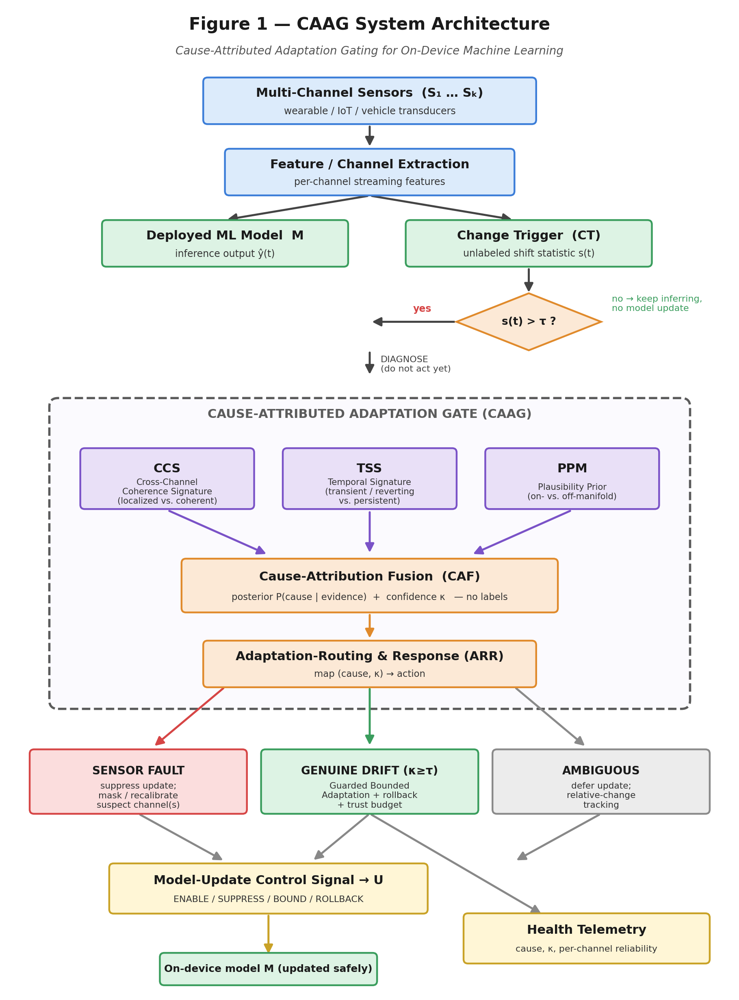 Figure 1 — CAAG System Architecture
Cause-Attributed Adaptation Gating for On-Device Machine Learning
Multi-Channel Sensors (S₁ … Sₖ)
wearable / IoT / vehicle transducers
Feature / Channel Extraction
per-channel streaming features
Deployed ML Model M
inference output ŷ(t)
Change Trigger (CT)
unlabeled shift statistic s(t)
s(t) > τ ?
yes
no → keep inferring,
no model update
DIAGNOSE
(do not act yet)
CAUSE-ATTRIBUTED ADAPTATION GATE (CAAG)
CCS
Cross-Channel
Coherence Signature
(localized vs. coherent)
TSS
Temporal Signature
(transient / reverting
vs. persistent)
PPM
Plausibility Prior
(on- vs. off-manifold)
Cause-Attribution Fusion (CAF)
posterior P(cause | evidence) + confidence κ — no labels
Adaptation-Routing & Response (ARR)
map (cause, κ) → action
SENSOR FAULT
suppress update;
mask / recalibrate
suspect channel(s)
GENUINE DRIFT (κ≥τ)
Guarded Bounded
Adaptation + rollback
+ trust budget
AMBIGUOUS
defer update;
relative-change
tracking
Model-Update Control Signal → U
ENABLE / SUPPRESS / BOUND / ROLLBACK
Health Telemetry
cause, κ, per-channel reliability
On-device model M (updated safely)